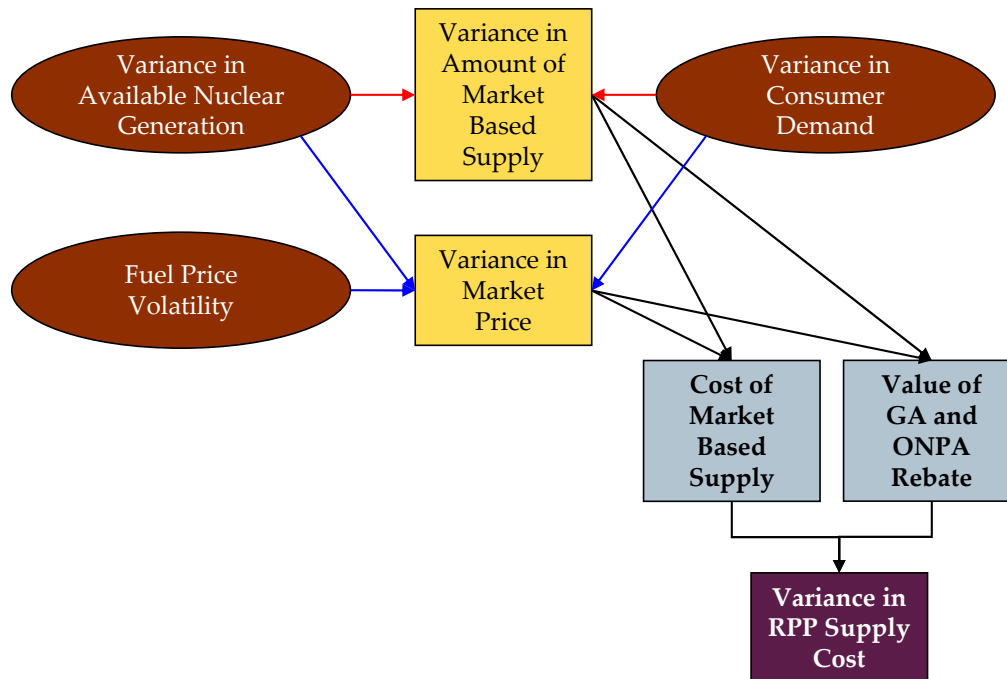 Variance in
Available Nuclear
Generation
Variance in
Amount of
Market
Based
Supply
Variance in
Consumer
Demand
Fuel Price
Volatility
Variance in
Market
Price
Cost of
Market
Based
Supply
Value of
GA and
ONPA
Rebate
Variance in
RPP Supply
Cost